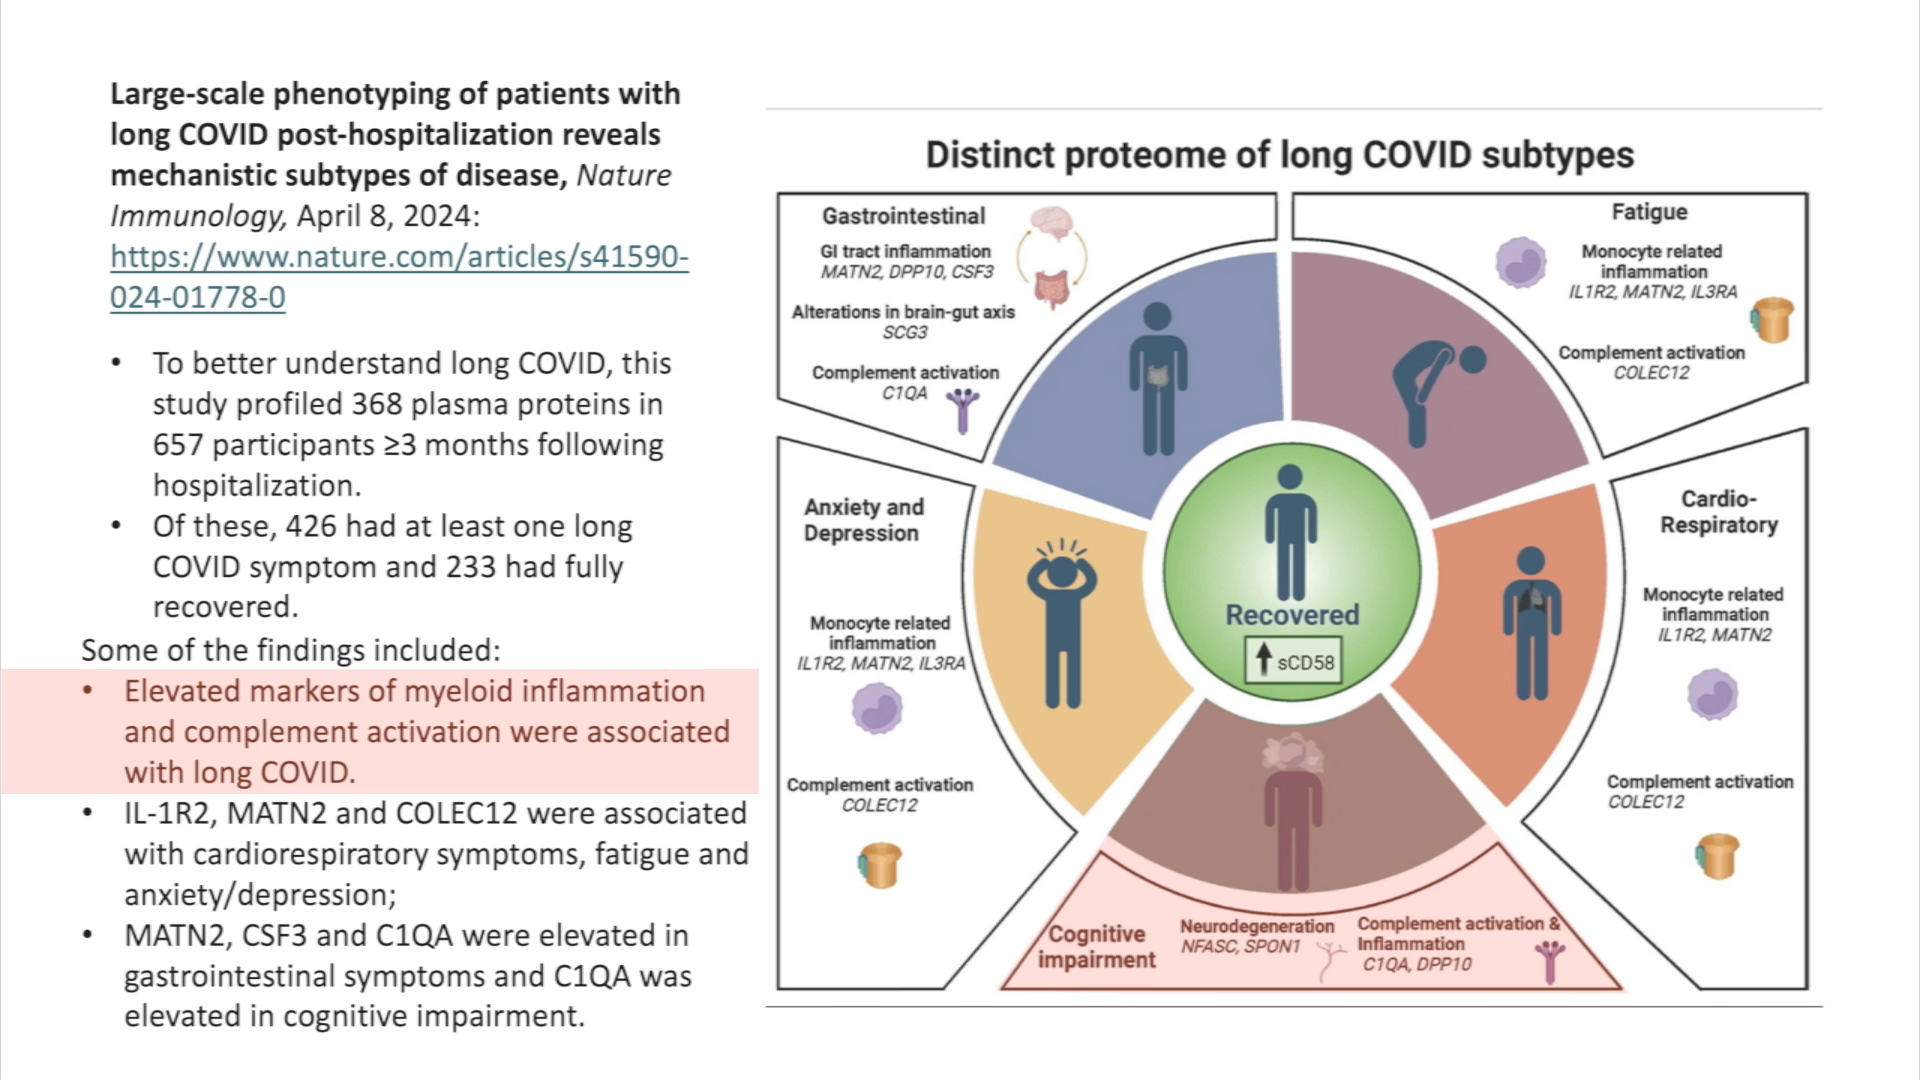 Large-scale phenotyping of patients with
long COVID post-hospitalization reveals
mechanistic subtypes of disease, Nature
Immunology, April 8, 2024:
https://www.nature.com/articles/s41590-
024-01778-0
• To better understand long COVID, this
study profiled 368 plasma proteins in
657 participants ≥3 months following
hospitalization.
• Of these, 426 had at least one long
COVID symptom and 233 had fully
recovered.
Some of the findings included:
• Elevated markers of myeloid inflammation
and complement activation were associated
with long COVID.
• IL-1R2, MATN2 and COLEC12 were associated
with cardiorespiratory symptoms, fatigue and
anxiety/depression;
• MATN2, CSF3 and C1QA were elevated in
gastrointestinal symptoms and C1QA was
elevated in cognitive impairment.
Distinct proteome of long COVID subtypes
Gastrointestinal
GI tract inflammation
MATN2, DPP10, CSF3
Alterations in brain-gut axis
SCG3
Complement activation
C1QA
Fatigue
Monocyte related
inflammation
IL1R2, MATN2, IL3RA
Complement activation
COLEC12
Anxiety and
Depression
Monocyte related
inflammation
IL1R2, MATN2, IL3RA
Complement activation
COLEC12
Recovered
sCD58
Cardio-
Respiratory
Monocyte related
inflammation
IL1R2, MATN2
Complement activation
COLEC12
Cognitive
impairment
Neurodegeneration
NFASC, SPON1
Complement activation &
Inflammation
C1QA, DPP10